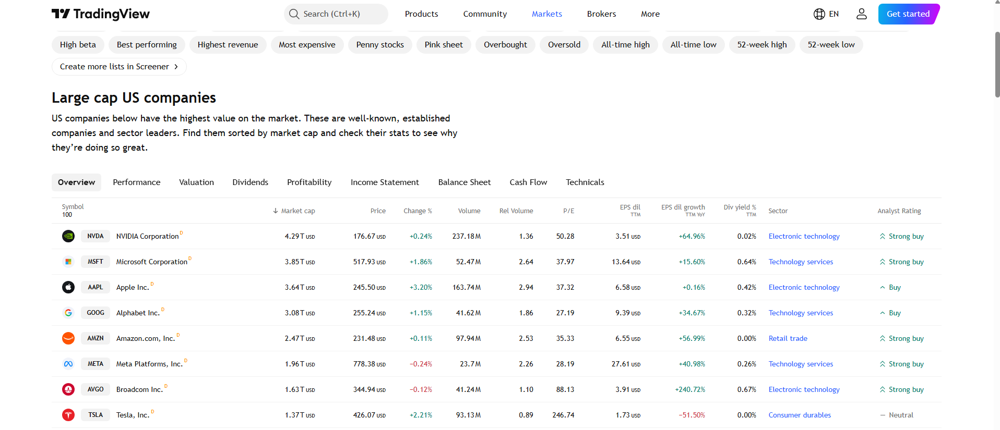 TradingView
Search (Ctrl+K)
Products Community Markets Brokers More
EN
Get started
High beta Best performing Highest revenue Most expensive Penny stocks Pink sheet Overbought Oversold All-time high All-time low 52-week high 52-week low
Create more lists in Screener
Large cap US companies
US companies below have the highest value on the market. These are well-known, established
companies and sector leaders. Find them sorted by market cap and check their stats to see why
they’re doing so great.
Overview Performance Valuation Dividends Profitability Income Statement Balance Sheet Cash Flow Technicals
Symbol 100 Market cap Price Change % Volume Rel Volume P/E EPS dil TTM EPS dil growth TTM YoY Div yield % TTM Sector Analyst Rating
NVDA NVIDIA Corporation D 4.29 T USD 176.67 USD +0.24% 237.18 M 1.36 50.28 3.51 USD +64.96% 0.02% Electronic technology Strong buy
MSFT Microsoft Corporation D 3.85 T USD 517.93 USD +1.86% 52.47 M 2.64 37.97 13.64 USD +15.60% 0.64% Technology services Strong buy
AAPL Apple Inc. D 3.64 T USD 245.50 USD +3.20% 163.74 M 2.94 37.32 6.58 USD +0.16% 0.42% Electronic technology Buy
GOOG Alphabet Inc. D 3.08 T USD 255.24 USD +1.15% 41.62 M 1.86 27.19 9.39 USD +34.67% 0.32% Technology services Buy
AMZN Amazon.com, Inc. D 2.47 T USD 231.48 USD +0.11% 97.94 M 2.53 35.33 6.55 USD +56.99% 0.00% Retail trade Strong buy
META Meta Platforms, Inc. D 1.96 T USD 778.38 USD −0.24% 23.7 M 2.26 28.19 27.61 USD +40.98% 0.26% Technology services Strong buy
AVGO Broadcom Inc. D 1.63 T USD 344.94 USD −0.12% 41.24 M 1.10 88.13 3.91 USD +240.72% 0.67% Electronic technology Strong buy
TSLA Tesla, Inc. D 1.37 T USD 426.07 USD +2.21% 93.13 M 0.89 246.74 1.73 USD −51.50% 0.00% Consumer durables Neutral